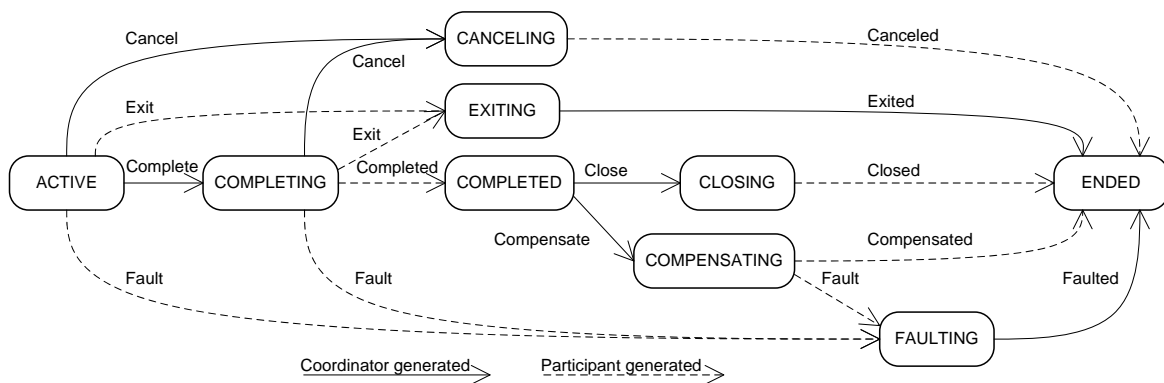 Cancel
CANCELING
Canceled
Cancel
Exit
EXITING
Exited
Exit
ACTIVE
Complete
COMPLETING
Completed
COMPLETED
Close
CLOSING
Closed
ENDED
Compensate
COMPENSATING
Compensated
Fault
Fault
Fault
Faulted
FAULTING
Coordinator generated
Participant generated